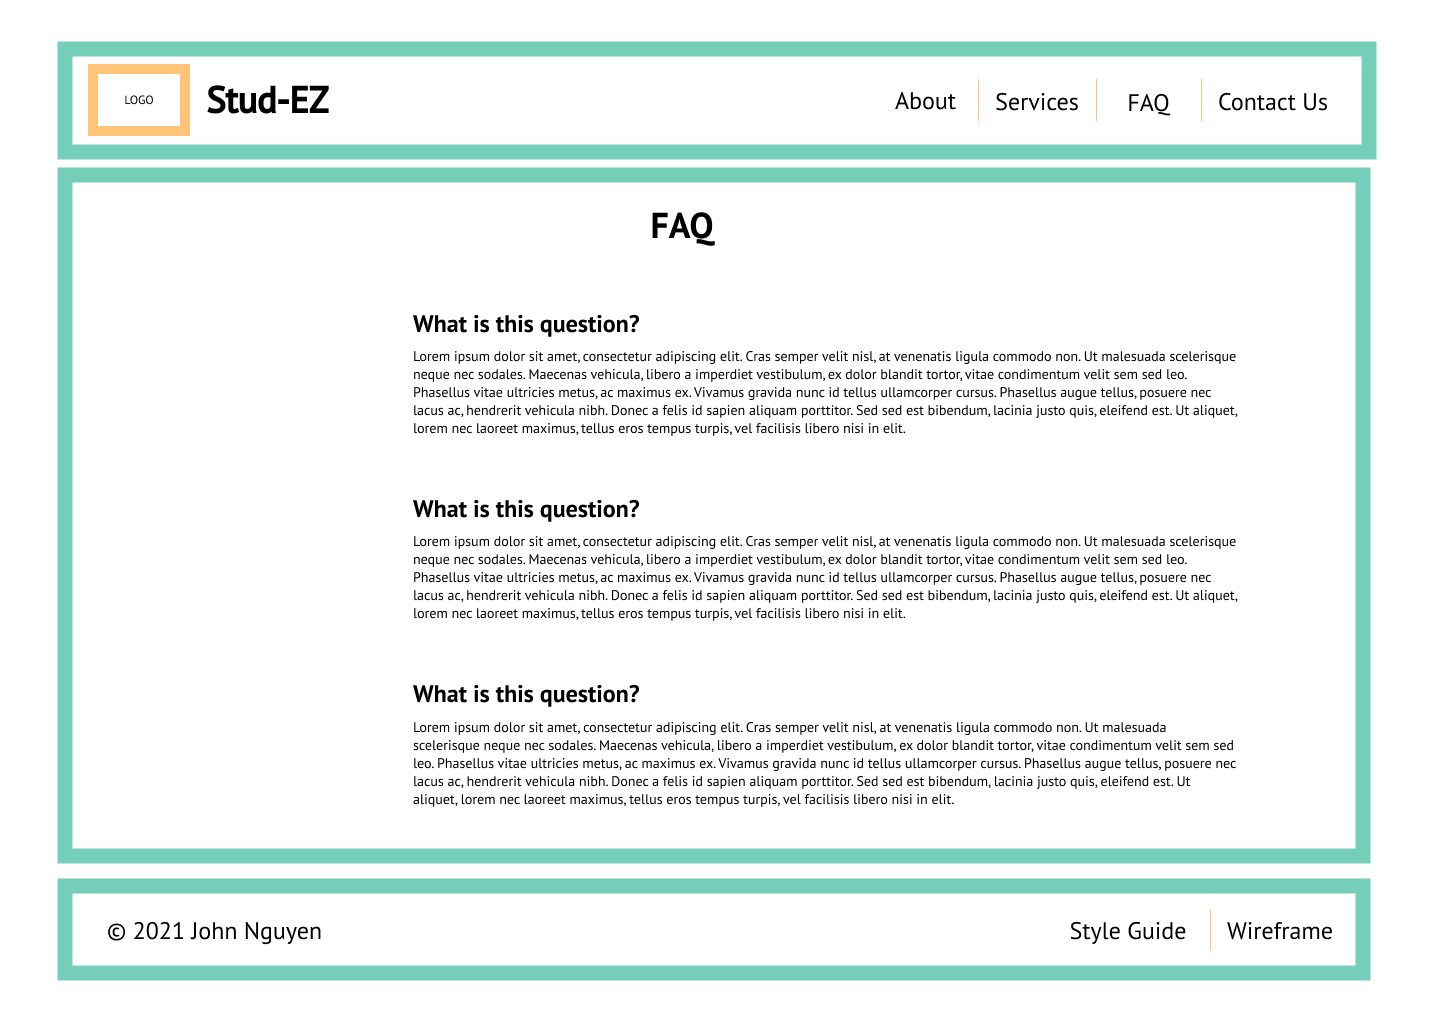 LOGO
Stud-EZ
About
Services
FAQ
Contact Us
FAQ
What is this question?
Lorem ipsum dolor sit amet, consectetur adipiscing elit. Cras semper velit nisl, at venenatis ligula commodo non. Ut malesuada scelerisque
neque nec sodales. Maecenas vehicula, libero a imperdiet vestibulum, ex dolor blandit tortor, vitae condimentum velit sem sed leo.
Phasellus vitae ultricies metus, ac maximus ex. Vivamus gravida nunc id tellus ullamcorper cursus. Phasellus augue tellus, posuere nec
lacus ac, hendrerit vehicula nibh. Donec a felis id sapien aliquam porttitor. Sed sed est bibendum, lacinia justo quis, eleifend est. Ut aliquet,
lorem nec laoreet maximus, tellus eros tempus turpis, vel facilisis libero nisi in elit.
What is this question?
Lorem ipsum dolor sit amet, consectetur adipiscing elit. Cras semper velit nisl, at venenatis ligula commodo non. Ut malesuada scelerisque
neque nec sodales. Maecenas vehicula, libero a imperdiet vestibulum, ex dolor blandit tortor, vitae condimentum velit sem sed leo.
Phasellus vitae ultricies metus, ac maximus ex. Vivamus gravida nunc id tellus ullamcorper cursus. Phasellus augue tellus, posuere nec
lacus ac, hendrerit vehicula nibh. Donec a felis id sapien aliquam porttitor. Sed sed est bibendum, lacinia justo quis, eleifend est. Ut aliquet,
lorem nec laoreet maximus, tellus eros tempus turpis, vel facilisis libero nisi in elit.
What is this question?
Lorem ipsum dolor sit amet, consectetur adipiscing elit. Cras semper velit nisl, at venenatis ligula commodo non. Ut malesuada
scelerisque neque nec sodales. Maecenas vehicula, libero a imperdiet vestibulum, ex dolor blandit tortor, vitae condimentum velit sem sed
leo. Phasellus vitae ultricies metus, ac maximus ex. Vivamus gravida nunc id tellus ullamcorper cursus. Phasellus augue tellus, posuere nec
lacus ac, hendrerit vehicula nibh. Donec a felis id sapien aliquam porttitor. Sed sed est bibendum, lacinia justo quis, eleifend est. Ut
aliquet, lorem nec laoreet maximus, tellus eros tempus turpis, vel facilisis libero nisi in elit.
© 2021 John Nguyen
Style Guide
Wireframe